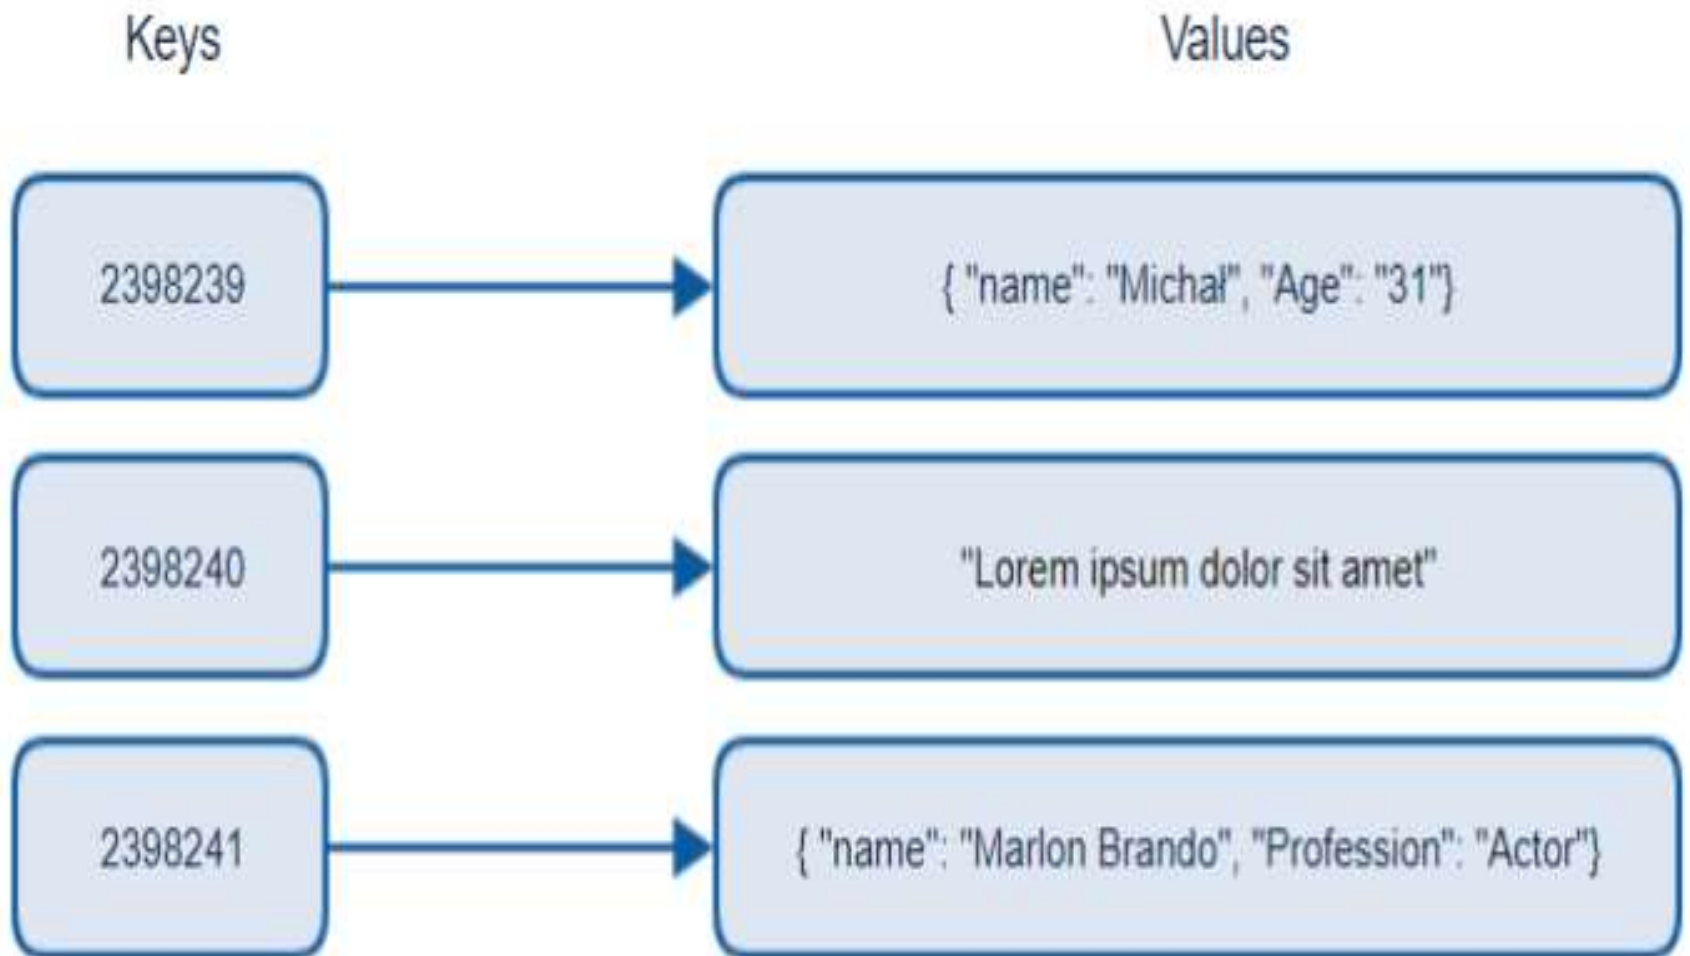 Keys Values
2398239 { "name": "Michał", "Age": "31"}
2398240 "Lorem ipsum dolor sit amet"
2398241 { "name": "Marlon Brando", "Profession": "Actor"}